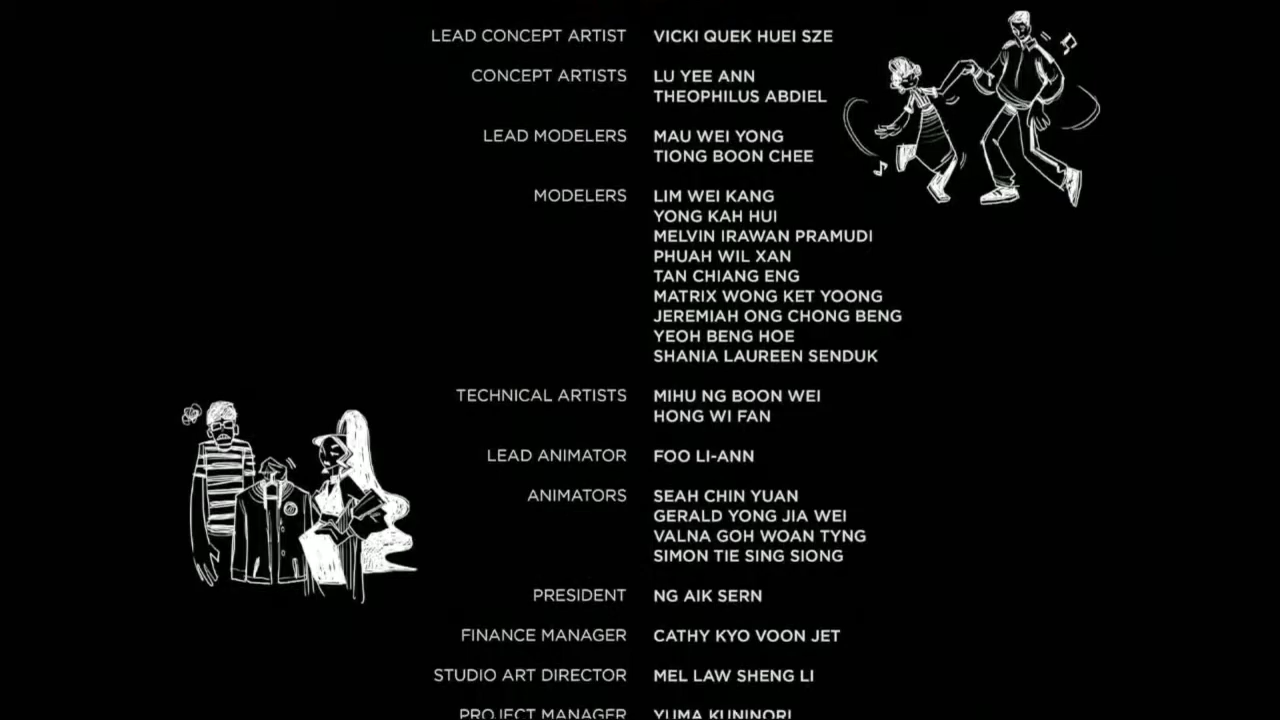 LEAD CONCEPT ARTIST VICKI QUEK HUEI SZE
CONCEPT ARTISTS LU YEE ANN
THEOPHILUS ABDIEL
LEAD MODELERS MAU WEI YONG
TIONG BOON CHEE
MODELERS LIM WEI KANG
YONG KAH HUI
MELVIN IRAWAN PRAMUDI
PHUAH WIL XAN
TAN CHIANG ENG
MATRIX WONG KET YOONG
JEREMIAH ONG CHONG BENG
YEOH BENG HOE
SHANIA LAUREEN SENDUK
TECHNICAL ARTISTS MIHU NG BOON WEI
HONG WI FAN
LEAD ANIMATOR FOO LI-ANN
ANIMATORS SEAH CHIN YUAN
GERALD YONG JIA WEI
VALNA GOH WOAN TYNG
SIMON TIE SING SIONG
PRESIDENT NG AIK SERN
FINANCE MANAGER CATHY KYO VOON JET
STUDIO ART DIRECTOR MEL LAW SHENG LI
PROJECT MANAGER YUMA KUNINORI